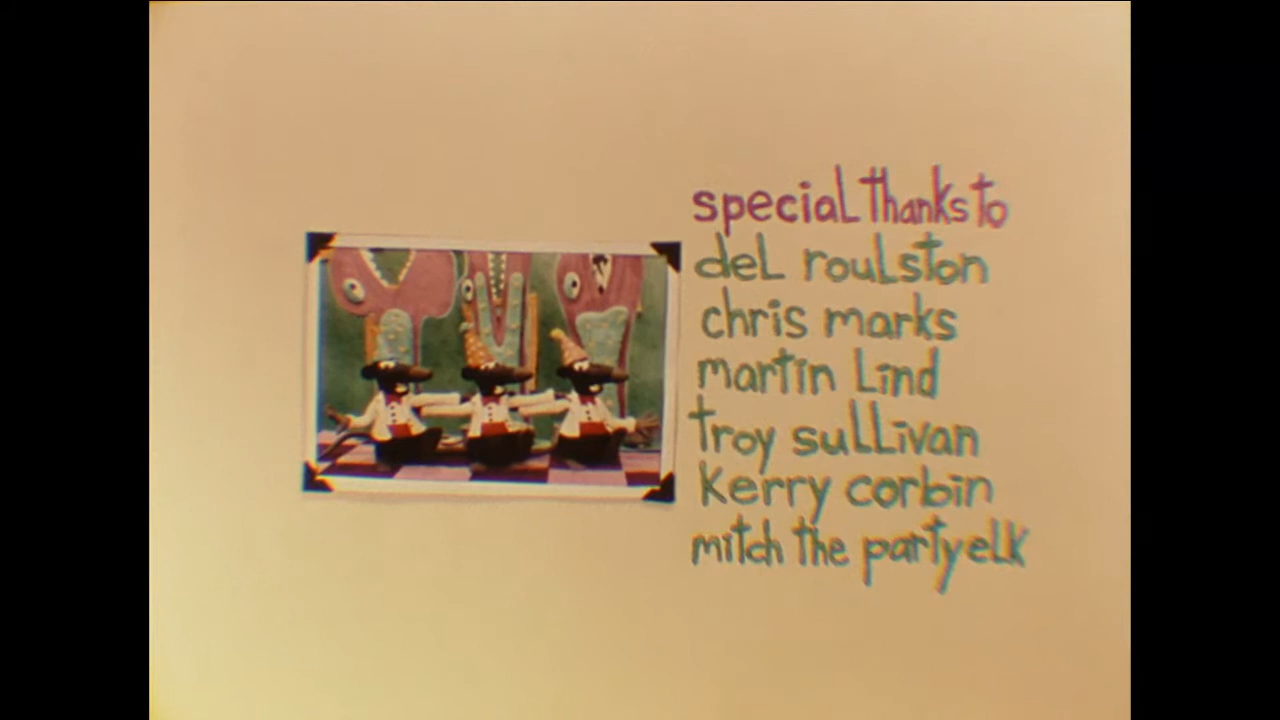 special thanks to
del roulston
chris marks
martin lind
troy sullivan
kerry corbin
mitch the partyelk